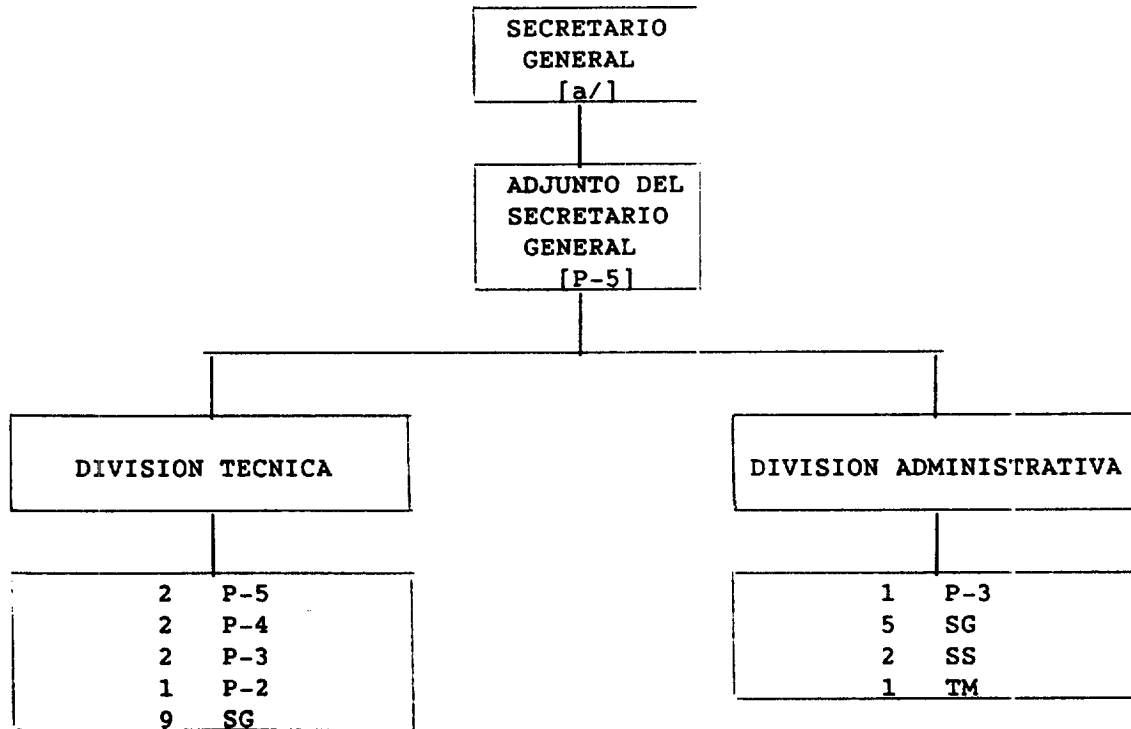 SECRETARIO
GENERAL
[a/]
ADJUNTO DEL
SECRETARIO
GENERAL
[P-5]
DIVISION TECNICA
DIVISION ADMINISTRATIVA
2 P-5
2 P-4
2 P-3
1 P-2
9 SG
1 P-3
5 SG
2 SS
1 TM